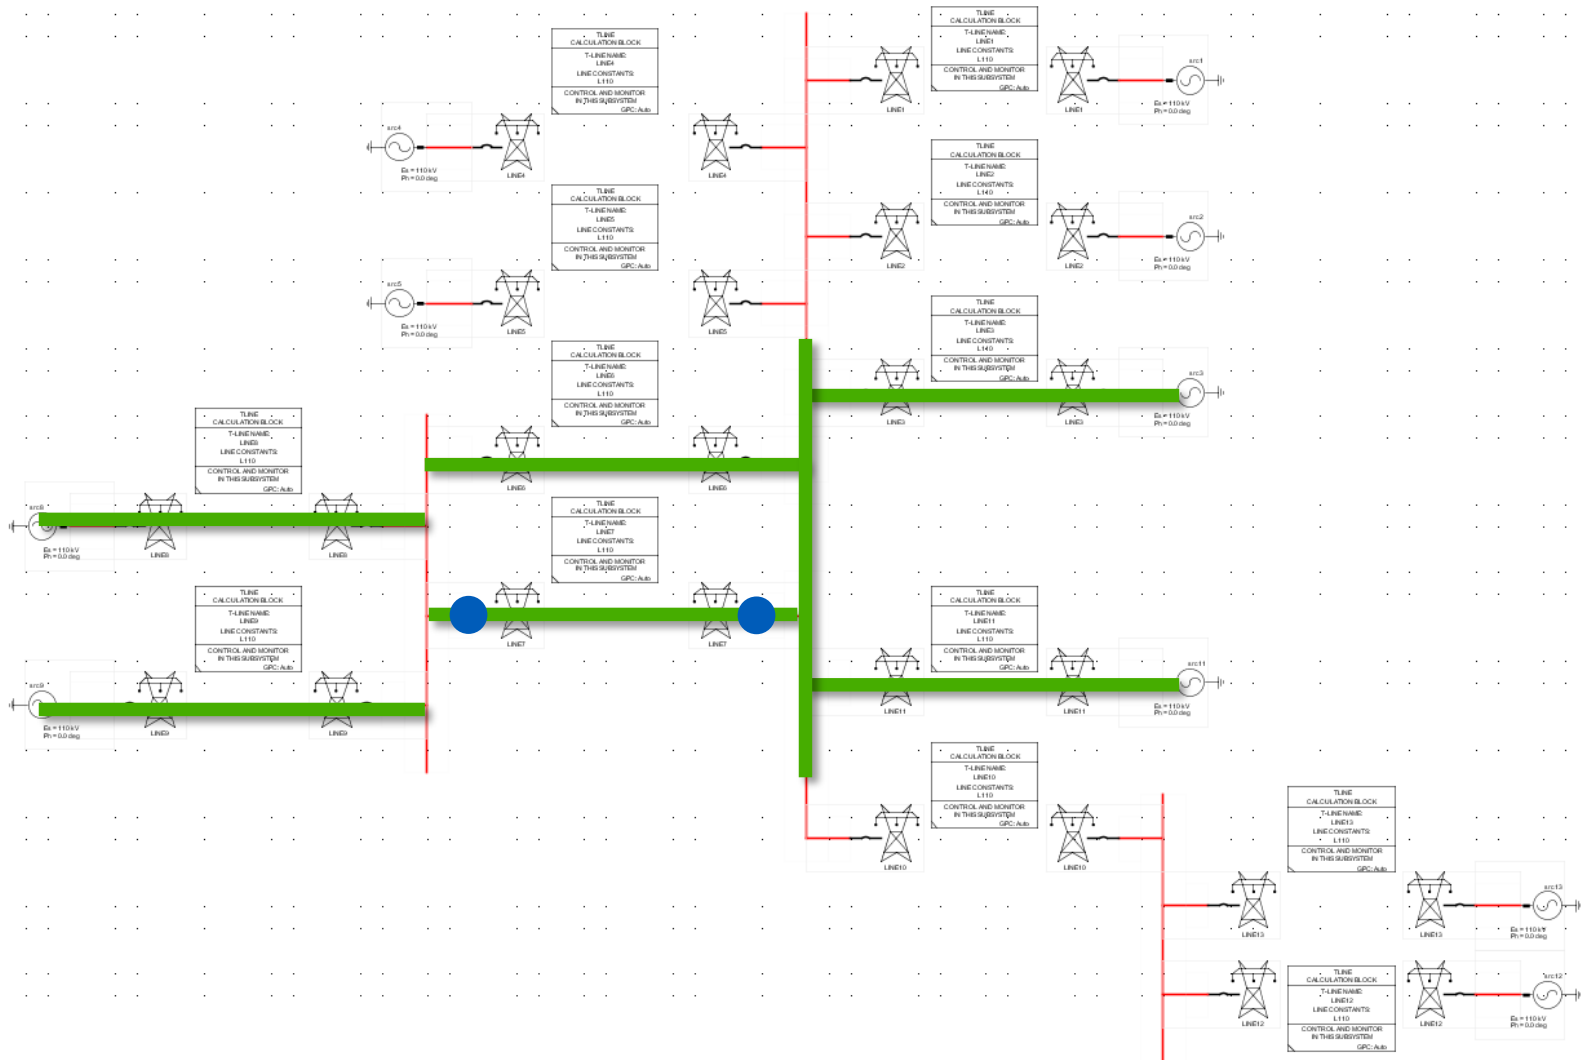 TLINE
CALCULATION BLOCK
T-LINE NAME:
LINE1
LINE CONSTANTS:
L110
CONTROL AND MONITOR
IN THIS SUBSYSTEM
GPC: Auto
LINE1
LINE1
src1
Es = 110 kV
Ph = 0.0 deg
TLINE
CALCULATION BLOCK
T-LINE NAME:
LINE4
LINE CONSTANTS:
L110
CONTROL AND MONITOR
IN THIS SUBSYSTEM
GPC: Auto
src4
Es = 110 kV
Ph = 0.0 deg
LINE4
LINE4
TLINE
CALCULATION BLOCK
T-LINE NAME:
LINE2
LINE CONSTANTS:
L140
CONTROL AND MONITOR
IN THIS SUBSYSTEM
GPC: Auto
LINE2
LINE2
src2
Es = 110 kV
Ph = 0.0 deg
TLINE
CALCULATION BLOCK
T-LINE NAME:
LINE5
LINE CONSTANTS:
L110
CONTROL AND MONITOR
IN THIS SUBSYSTEM
GPC: Auto
src5
Es = 110 kV
Ph = 0.0 deg
LINE5
LINE5
TLINE
CALCULATION BLOCK
T-LINE NAME:
LINE3
LINE CONSTANTS:
L140
CONTROL AND MONITOR
IN THIS SUBSYSTEM
GPC: Auto
LINE3
LINE3
src3
Es = 110 kV
Ph = 0.0 deg
TLINE
CALCULATION BLOCK
T-LINE NAME:
LINE6
LINE CONSTANTS:
L110
CONTROL AND MONITOR
IN THIS SUBSYSTEM
GPC: Auto
LINE6
LINE6
TLINE
CALCULATION BLOCK
T-LINE NAME:
LINE8
LINE CONSTANTS:
L110
CONTROL AND MONITOR
IN THIS SUBSYSTEM
GPC: Auto
src8
Es = 110 kV
Ph = 0.0 deg
LINE8
LINE8
TLINE
CALCULATION BLOCK
T-LINE NAME:
LINE7
LINE CONSTANTS:
L110
CONTROL AND MONITOR
IN THIS SUBSYSTEM
GPC: Auto
LINE7
LINE7
TLINE
CALCULATION BLOCK
T-LINE NAME:
LINE9
LINE CONSTANTS:
L110
CONTROL AND MONITOR
IN THIS SUBSYSTEM
GPC: Auto
src9
Es = 110 kV
Ph = 0.0 deg
LINE9
LINE9
TLINE
CALCULATION BLOCK
T-LINE NAME:
LINE11
LINE CONSTANTS:
L110
CONTROL AND MONITOR
IN THIS SUBSYSTEM
GPC: Auto
LINE11
LINE11
src11
Es = 110 kV
Ph = 0.0 deg
TLINE
CALCULATION BLOCK
T-LINE NAME:
LINE10
LINE CONSTANTS:
L110
CONTROL AND MONITOR
IN THIS SUBSYSTEM
GPC: Auto
LINE10
LINE10
TLINE
CALCULATION BLOCK
T-LINE NAME:
LINE13
LINE CONSTANTS:
L110
CONTROL AND MONITOR
IN THIS SUBSYSTEM
GPC: Auto
LINE13
LINE13
src13
Es = 110 kV
Ph = 0.0 deg
TLINE
CALCULATION BLOCK
T-LINE NAME:
LINE12
LINE CONSTANTS:
L110
CONTROL AND MONITOR
IN THIS SUBSYSTEM
GPC: Auto
LINE12
LINE12
src12
Es = 110 kV
Ph = 0.0 deg